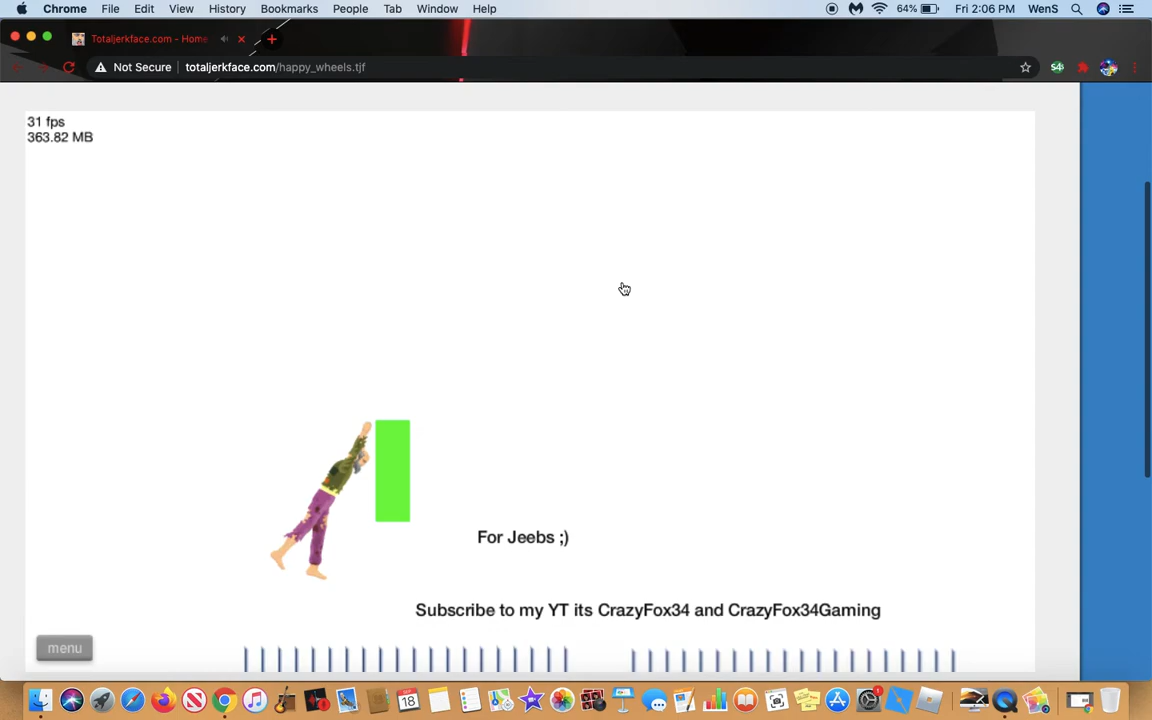 Chrome File Edit View History Bookmarks People Tab Window Help 64% Fri 2:06 PM WenS
Totaljerkface.com - Home
Not Secure totaljerkface.com/happy_wheels.tjf
31 fps
363.82 MB
For Jeebs ;)
Subscribe to my YT its CrazyFox34 and CrazyFox34Gaming
menu
18